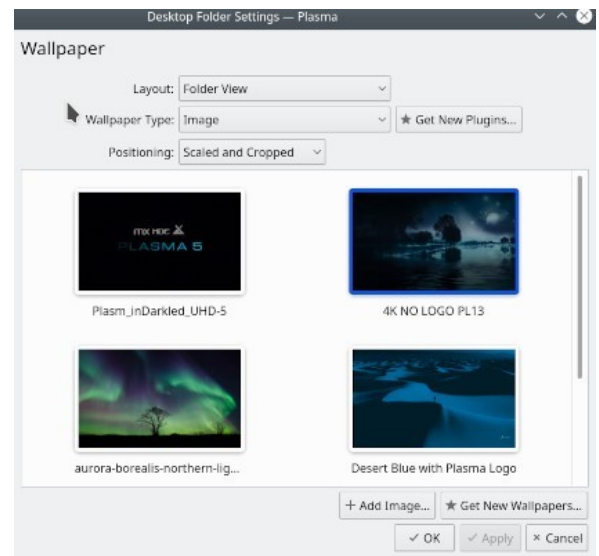 Desktop Folder Settings — Plasma
Wallpaper
Layout: Folder View
Wallpaper Type: Image ★ Get New Plugins...
Positioning: Scaled and Cropped
PLASMA 5
Plasm_inDarkled_UHD-5 4K NO LOGO PL13
aurora-borealis-northern-lig... Desert Blue with Plasma Logo
+ Add Image... ★ Get New Wallpapers...
✓ OK ✓ Apply × Cancel